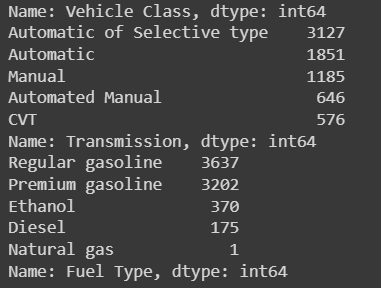 Name: Vehicle Class, dtype: int64
Automatic of Selective type    3127
Automatic                      1851
Manual                         1185
Automated Manual                646
CVT                             576
Name: Transmission, dtype: int64
Regular gasoline    3637
Premium gasoline    3202
Ethanol              370
Diesel               175
Natural gas            1
Name: Fuel Type, dtype: int64